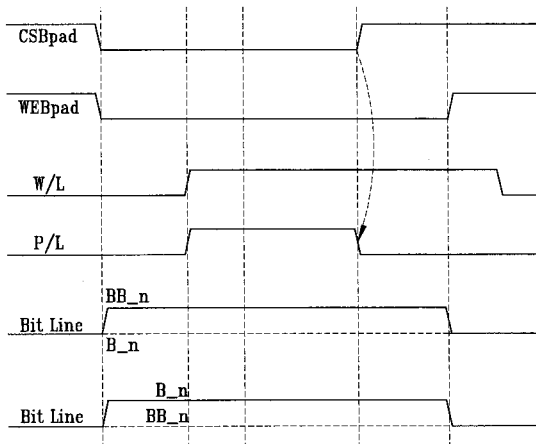 CSBpad
WEBpad
W/L
P/L
BB_n
Bit Line
B_n
B_n
Bit Line
BB_n